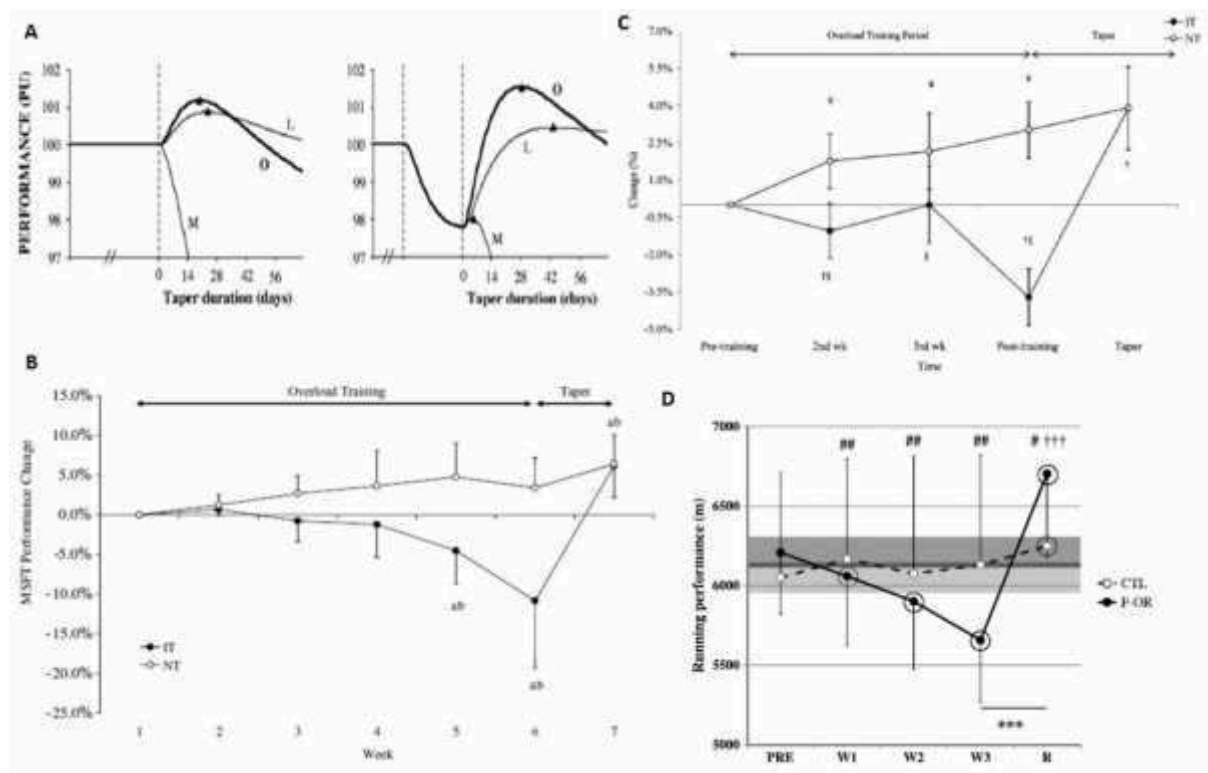 A
PERFORMANCE (PU)
102
101
100
99
98
97
L
O
M
0 14 28 42 56
Taper duration (days)
102
101
100
99
98
97
O
L
M
0 14 28 42 56
Taper duration (days)
C
IT
NT
7.0%
5.5%
4.0%
2.5%
1.0%
-0.5%
-2.0%
-3.5%
-5.0%
Change (%)
Overload Training Period
Taper
Pre-training 2nd wk 3rd wk Post-training Taper
Time
B
15.0%
10.0%
5.0%
0.0%
-5.0%
-10.0%
-15.0%
-20.0%
-25.0%
MSFT Performance Change
Overload Training
Taper
ab
ab
ab
IT
NT
1 2 3 4 5 6 7
Week
D
7000
6500
6000
5500
5000
Running performance (m)
## ## ## # †††
CTL
F-OR
***
PRE W1 W2 W3 R